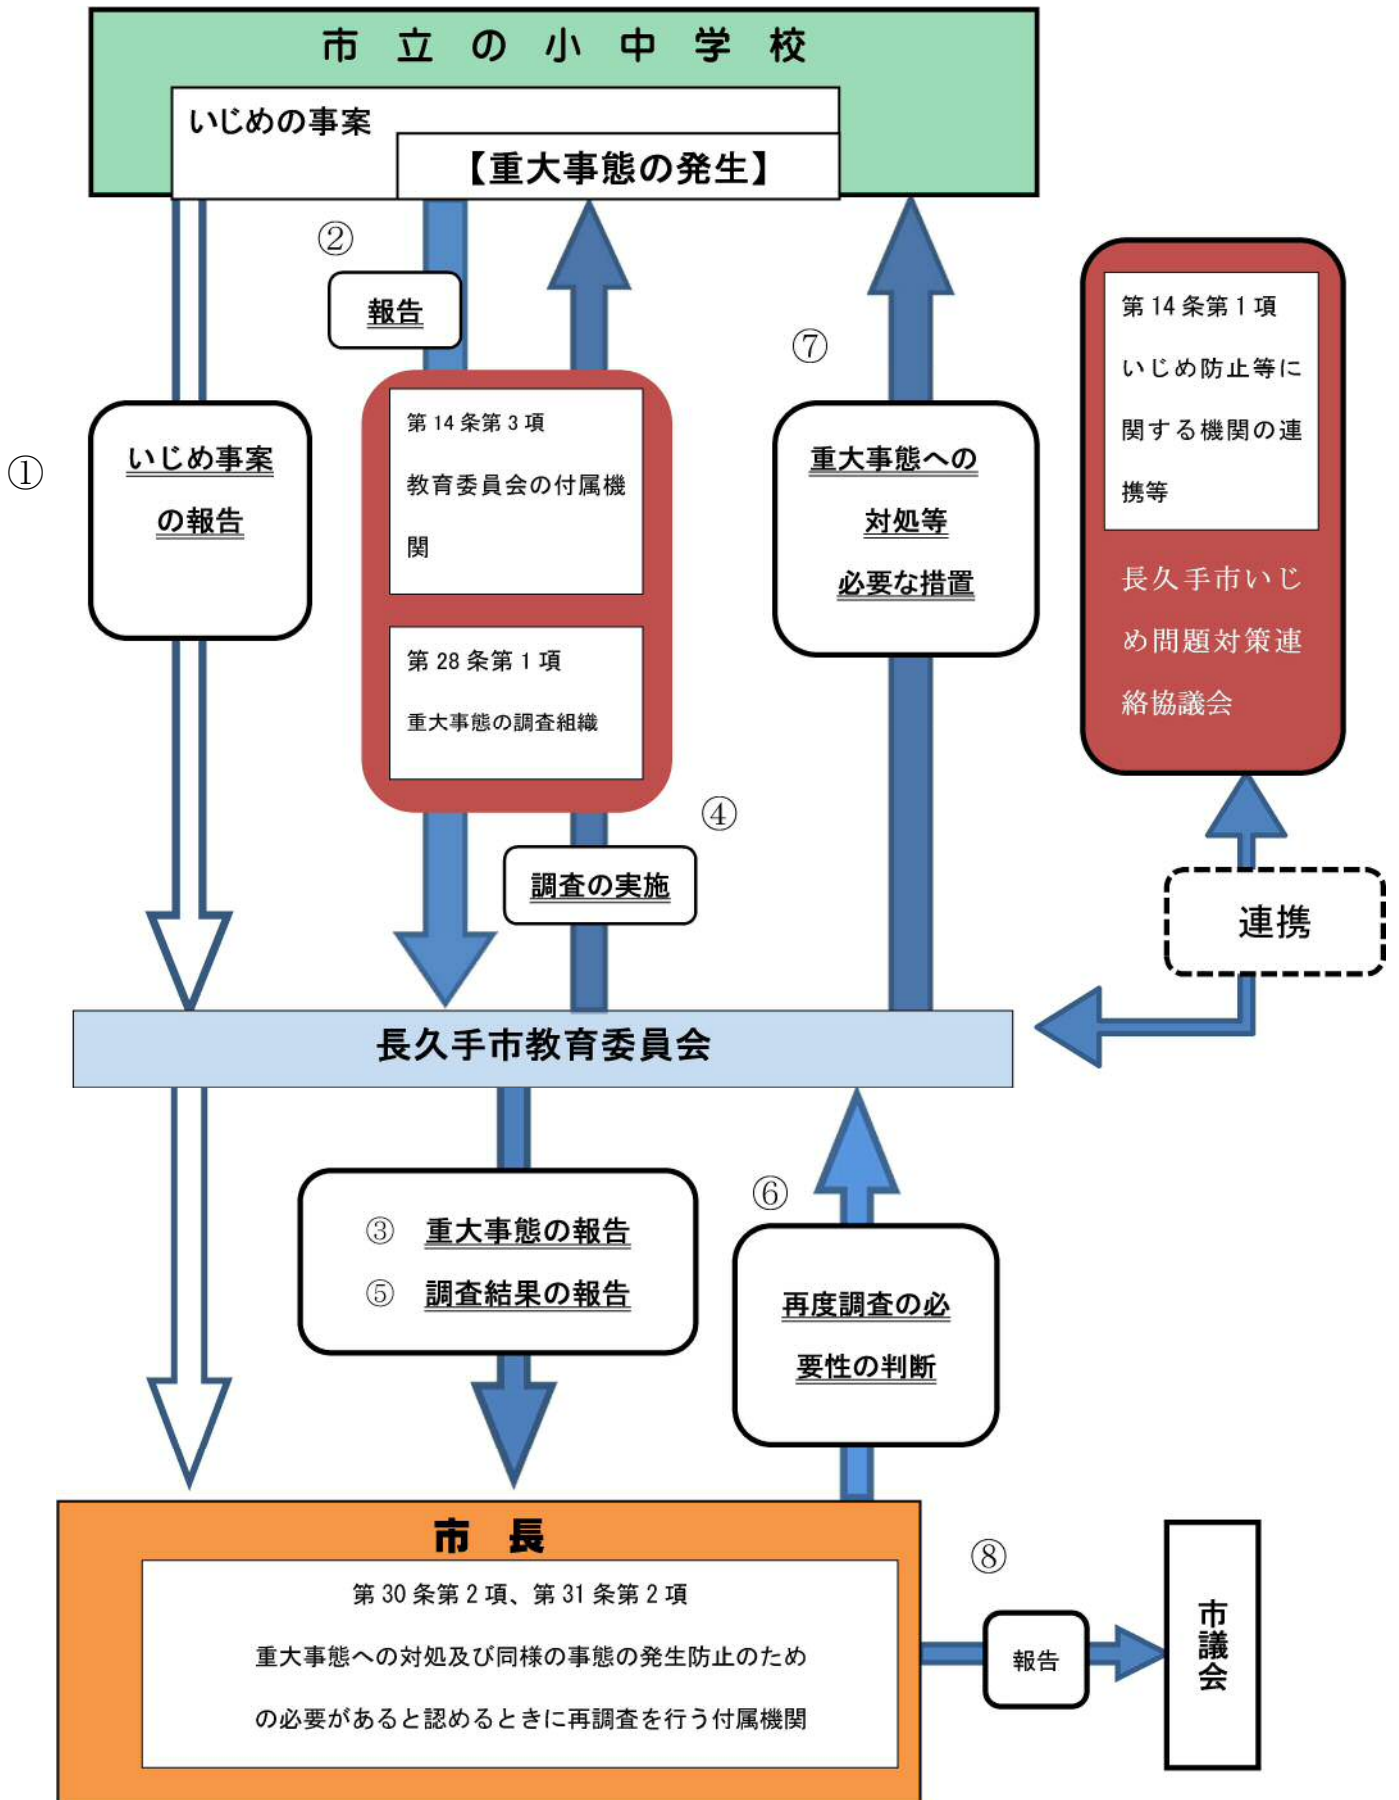 市立の小中学校
いじめの事案
【重大事態の発生】
②
報告
①
いじめ事案
の報告
第14条第3項
教育委員会の付属機
関
第28条第1項
重大事態の調査組織
④
調査の実施
⑦
重大事態への
対処等
必要な措置
第14条第1項
いじめ防止等に
関する機関の連
携等
長久手市いじ
め問題対策連
絡協議会
連携
長久手市教育委員会
③ 重大事態の報告
⑤ 調査結果の報告
⑥
再度調査の必
要性の判断
市長
第30条第2項、第31条第2項
重大事態への対処及び同様の事態の発生防止のため
の必要があると認めるときに再調査を行う付属機関
⑧
報告
市議会